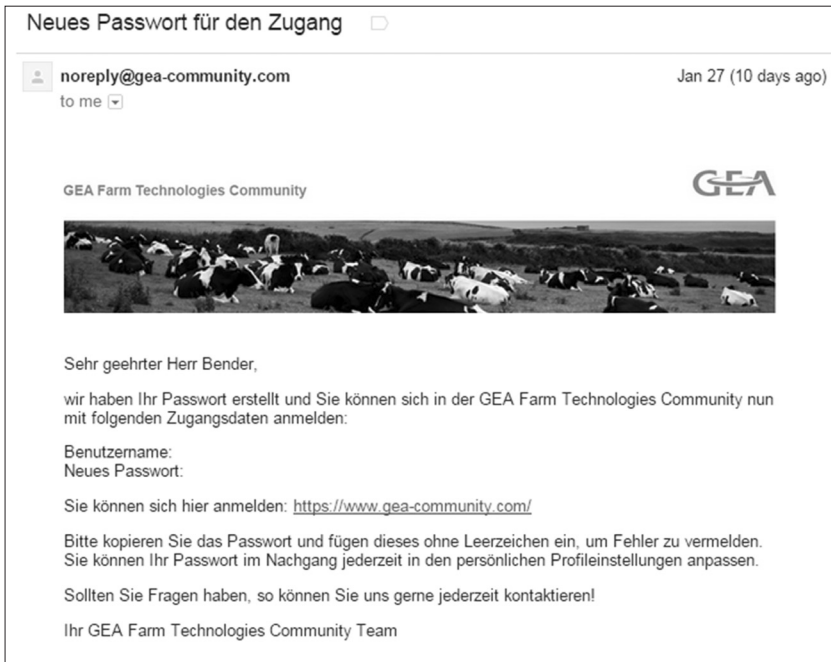 Neues Passwort für den Zugang
noreply@gea-community.com
Jan 27 (10 days ago)
to me
GEA Farm Technologies Community
GEA
Sehr geehrter Herr Bender,
wir haben Ihr Passwort erstellt und Sie können sich in der GEA Farm Technologies Community nun
mit folgenden Zugangsdaten anmelden:
Benutzername:
Neues Passwort:
Sie können sich hier anmelden: https://www.gea-community.com/
Bitte kopieren Sie das Passwort und fügen dieses ohne Leerzeichen ein, um Fehler zu vermeiden.
Sie können Ihr Passwort im Nachgang jederzeit in den persönlichen Profileinstellungen anpassen.
Sollten Sie Fragen haben, so können Sie uns gerne jederzeit kontaktieren!
Ihr GEA Farm Technologies Community Team